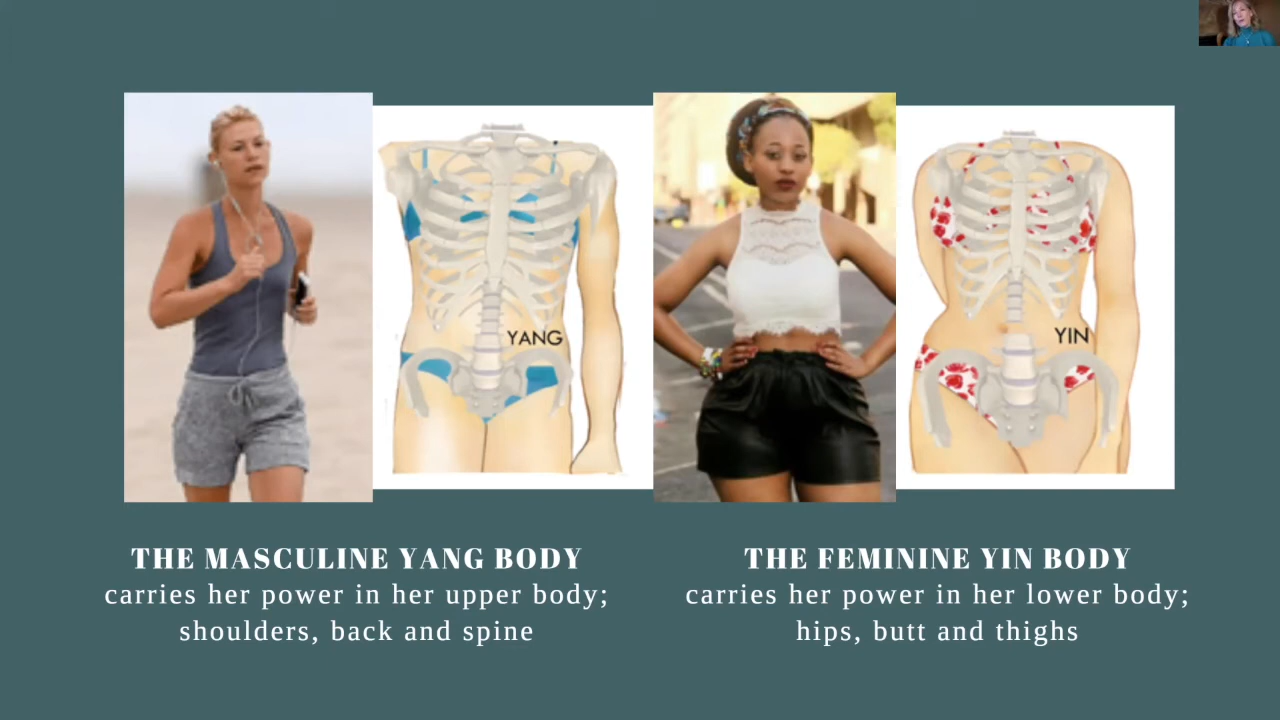 YANG
YIN
THE MASCULINE YANG BODY
carries her power in her upper body;
shoulders, back and spine
THE FEMININE YIN BODY
carries her power in her lower body;
hips, butt and thighs